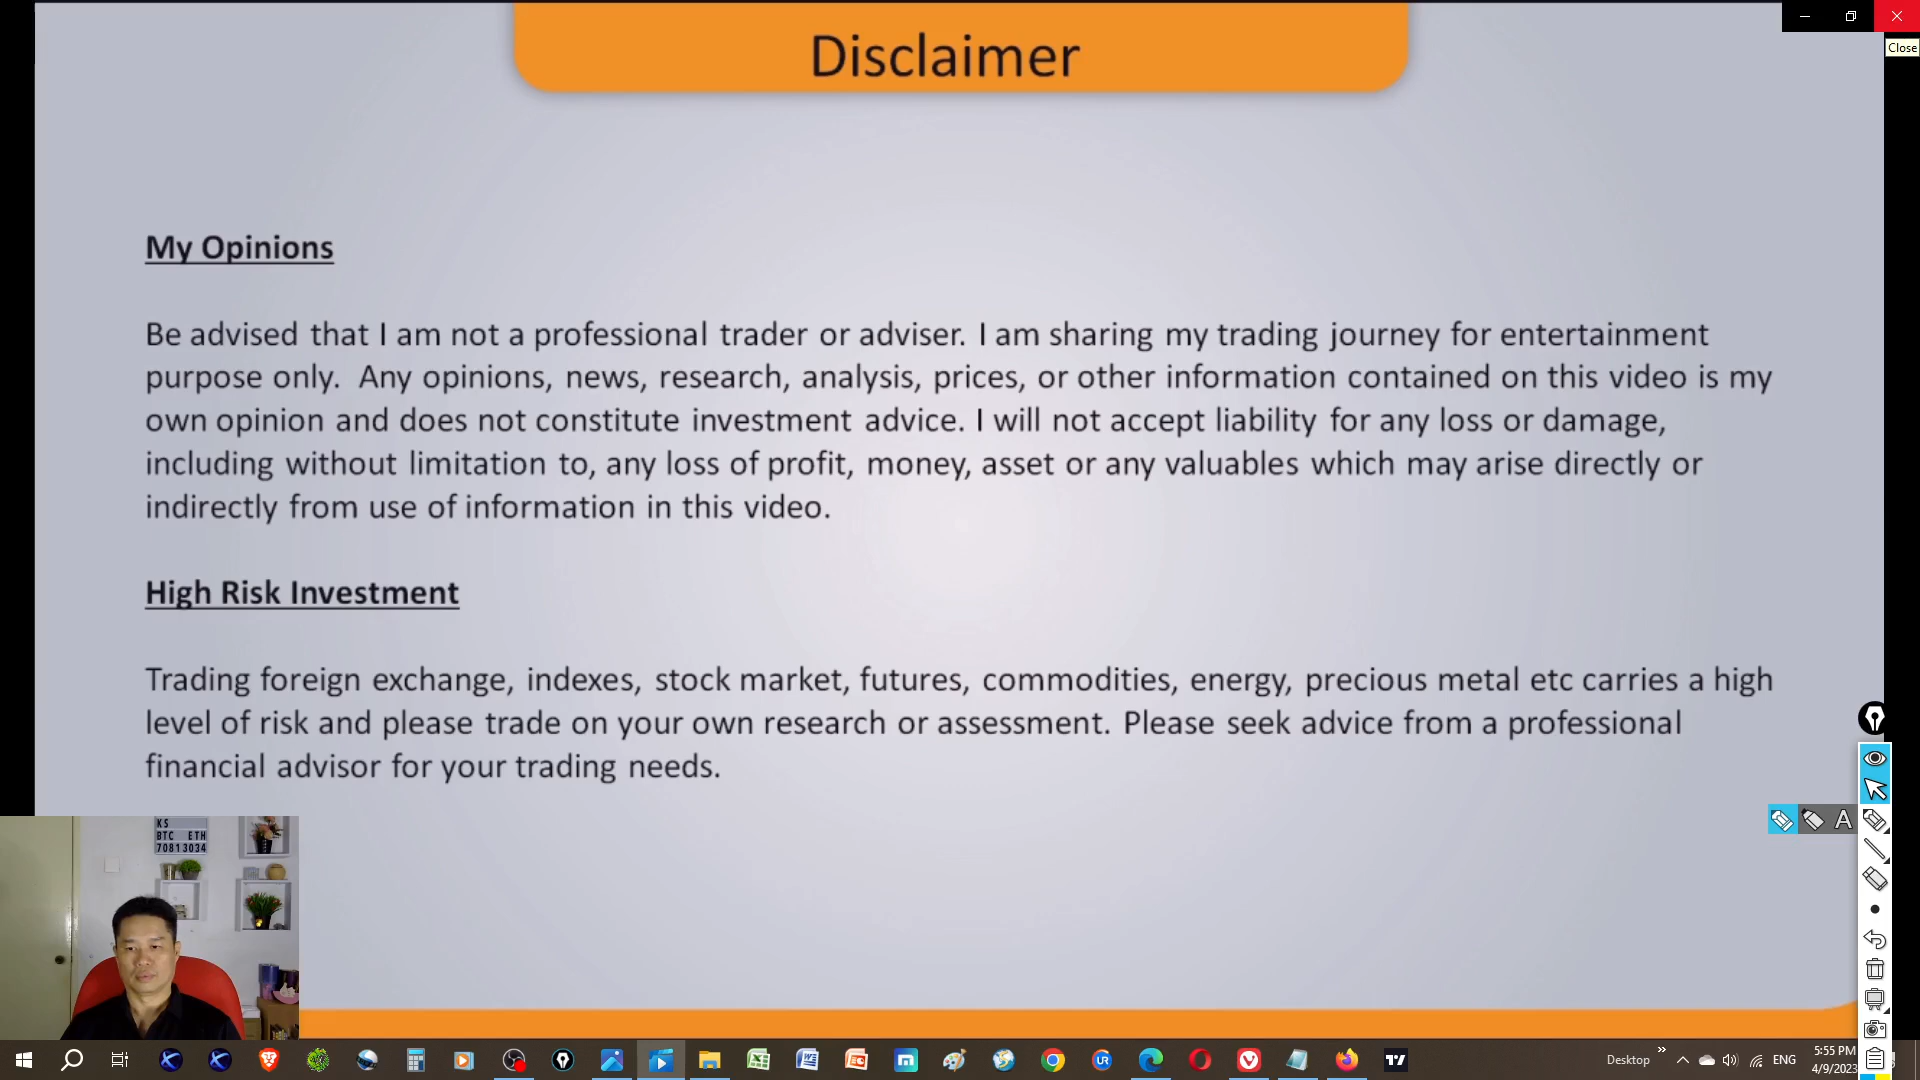 Disclaimer
Close
My Opinions
Be advised that I am not a professional trader or adviser. I am sharing my trading journey for entertainment
purpose only. Any opinions, news, research, analysis, prices, or other information contained on this video is my
own opinion and does not constitute investment advice. I will not accept liability for any loss or damage,
including without limitation to, any loss of profit, money, asset or any valuables which may arise directly or
indirectly from use of information in this video.
High Risk Investment
Trading foreign exchange, indexes, stock market, futures, commodities, energy, precious metal etc carries a high
level of risk and please trade on your own research or assessment. Please seek advice from a professional
financial advisor for your trading needs.
KS
BTC ETH
70813034
A
UR
Desktop
ENG
5:55 PM
4/9/2023